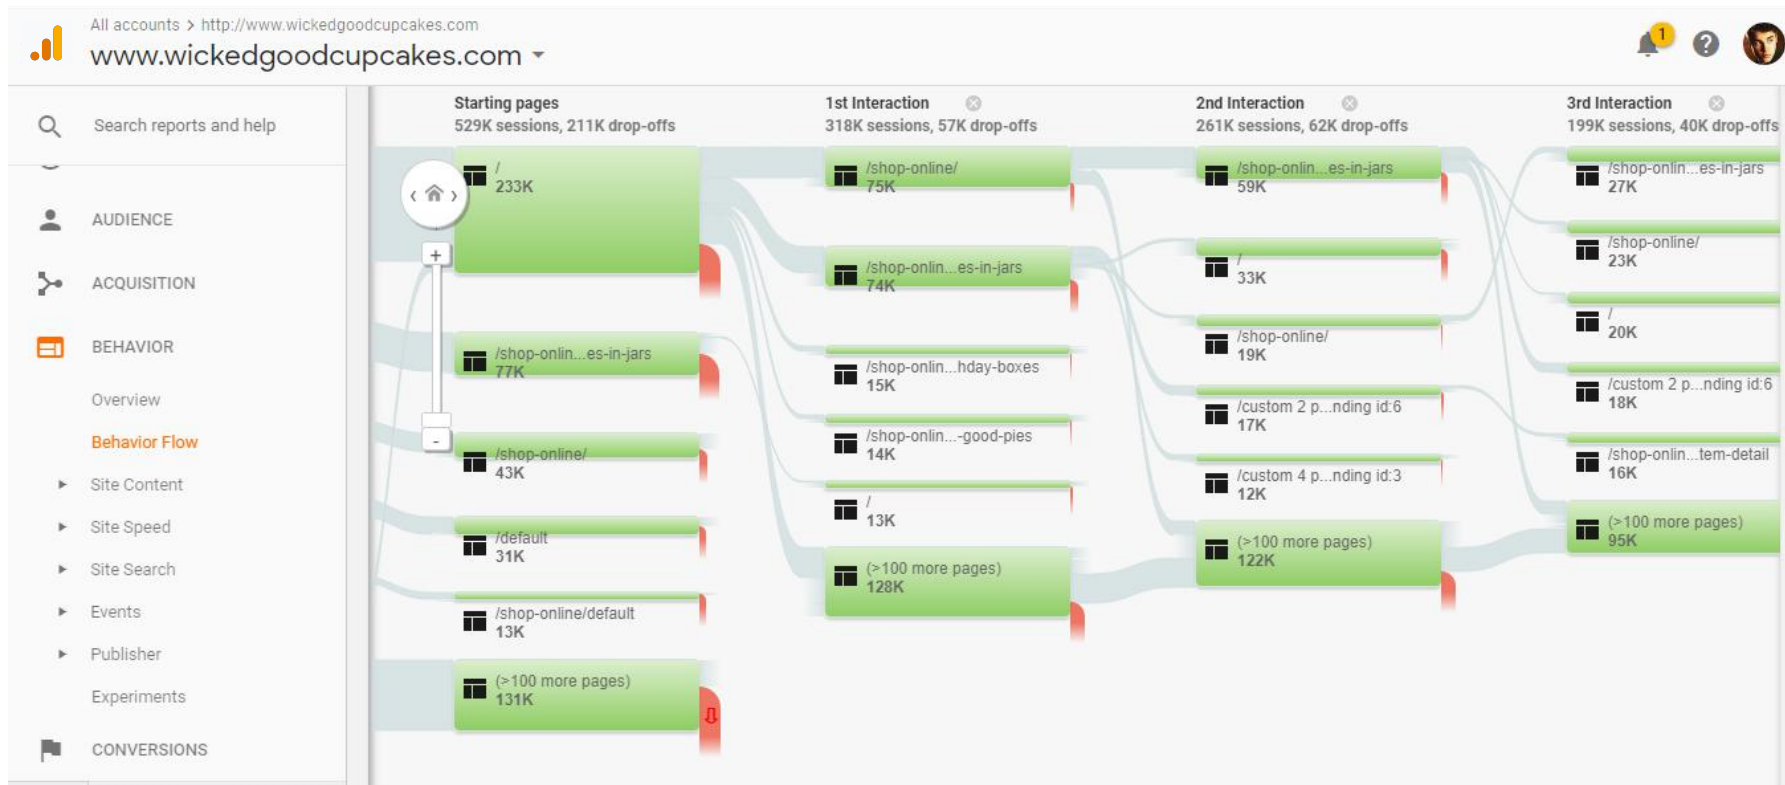 All accounts > http://www.wickedgoodcupcakes.com
www.wickedgoodcupcakes.com
1
Search reports and help
AUDIENCE
ACQUISITION
BEHAVIOR
Overview
Behavior Flow
Site Content
Site Speed
Site Search
Events
Publisher
Experiments
CONVERSIONS
+
-
Starting pages
529K sessions, 211K drop-offs
/
233K
/shop-onlin...es-in-jars
77K
/shop-online/
43K
/default
31K
/shop-online/default
13K
(>100 more pages)
131K
1st Interaction
318K sessions, 57K drop-offs
/shop-online/
75K
/shop-onlin...es-in-jars
74K
/shop-onlin...hday-boxes
15K
/shop-onlin...-good-pies
14K
/
13K
(>100 more pages)
128K
2nd Interaction
261K sessions, 62K drop-offs
/shop-onlin...es-in-jars
59K
/
33K
/shop-online/
19K
/custom 2 p...nding id:6
17K
/custom 4 p...nding id:3
12K
(>100 more pages)
122K
3rd Interaction
199K sessions, 40K drop-offs
/shop-onlin...es-in-jars
27K
/shop-online/
23K
/
20K
/custom 2 p...nding id:6
18K
/shop-onlin...tem-detail
16K
(>100 more pages)
95K